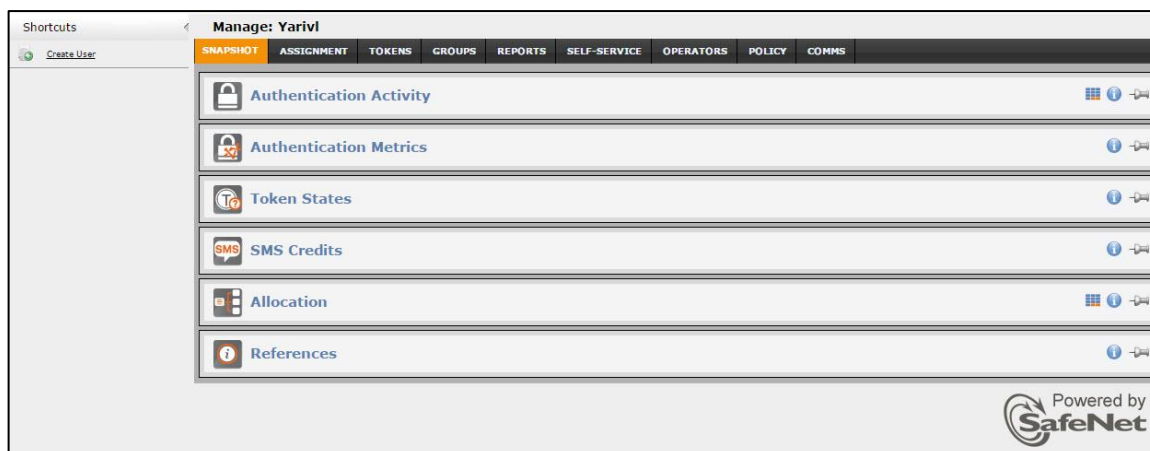 Shortcuts
Create User
Manage: Yarivl
SNAPSHOT ASSIGNMENT TOKENS GROUPS REPORTS SELF-SERVICE OPERATORS POLICY COMMS
Authentication Activity
Authentication Metrics
Token States
SMS SMS Credits
Allocation
References
Powered by
SafeNet